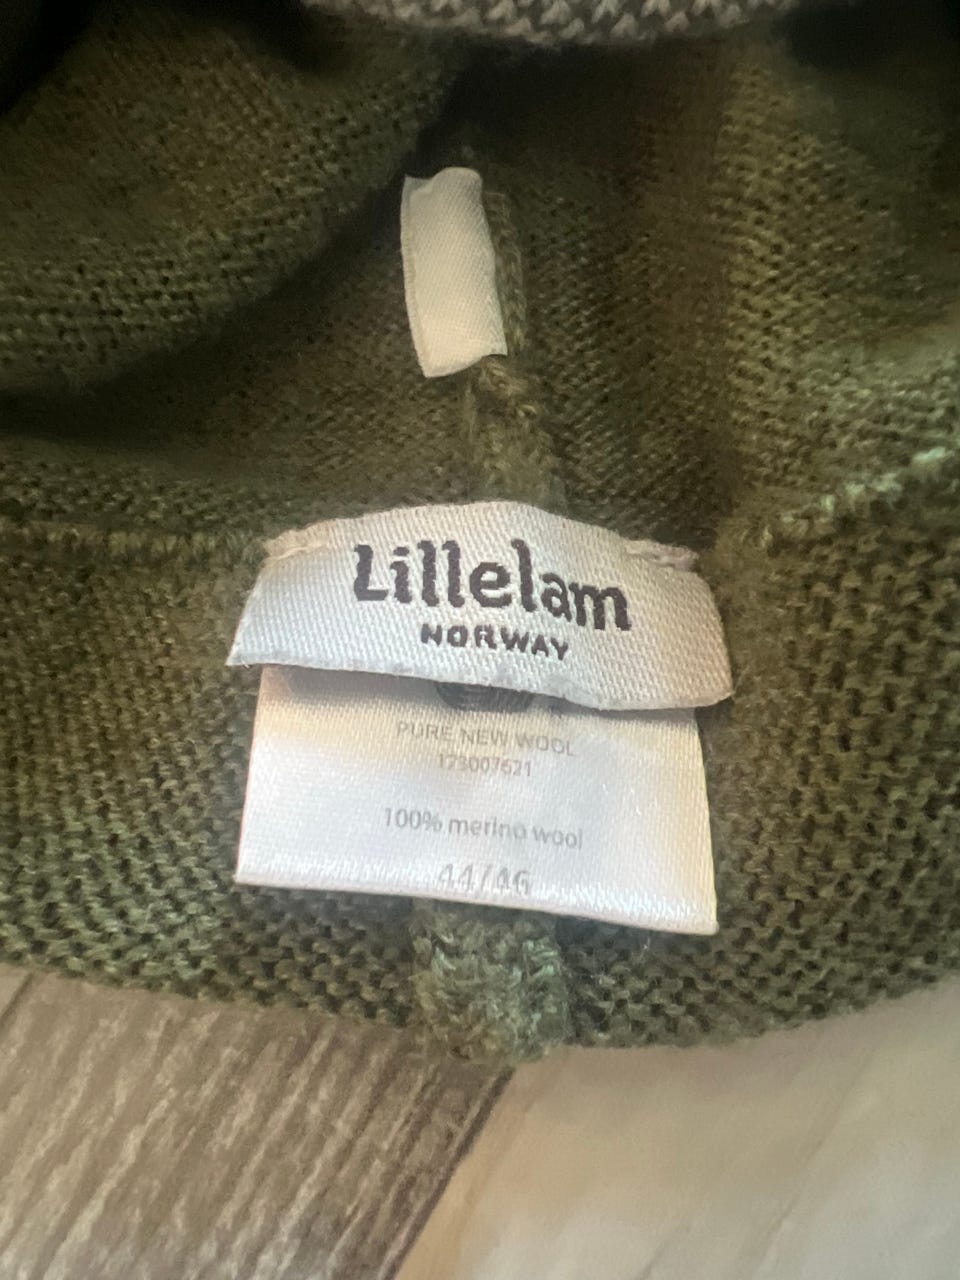 Lillelam
NORWAY
PURE NEW WOOL
173007621
100% merino wool
44/46